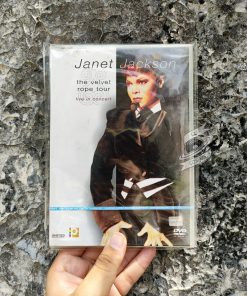 Janet Jackson
the velvet
rope tour
live in concert
DVD